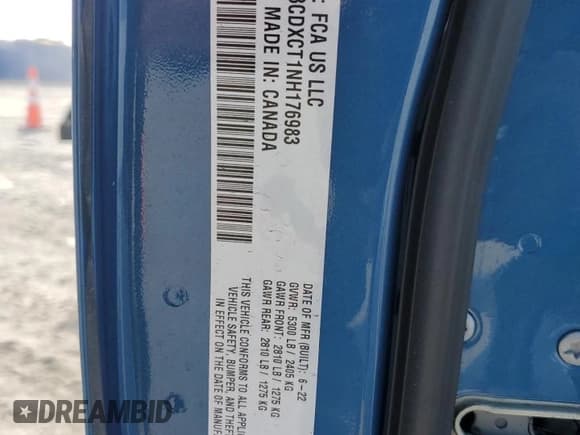 : FCA US LLC
CDXCT1NH176983
MADE IN: CANADA
DATE OF MFR (BUILT): 6-22
GVWR: 5300 LB / 2405 KG
GAWR FRONT: 2810 LB / 1275 KG
GAWR REAR: 2810 LB / 1275 KG
THIS VEHICLE CONFORMS TO ALL APPLI
VEHICLE SAFETY, BUMPER, AND THEFT
IN EFFECT ON THE DATE OF MANUF
DREAMBID